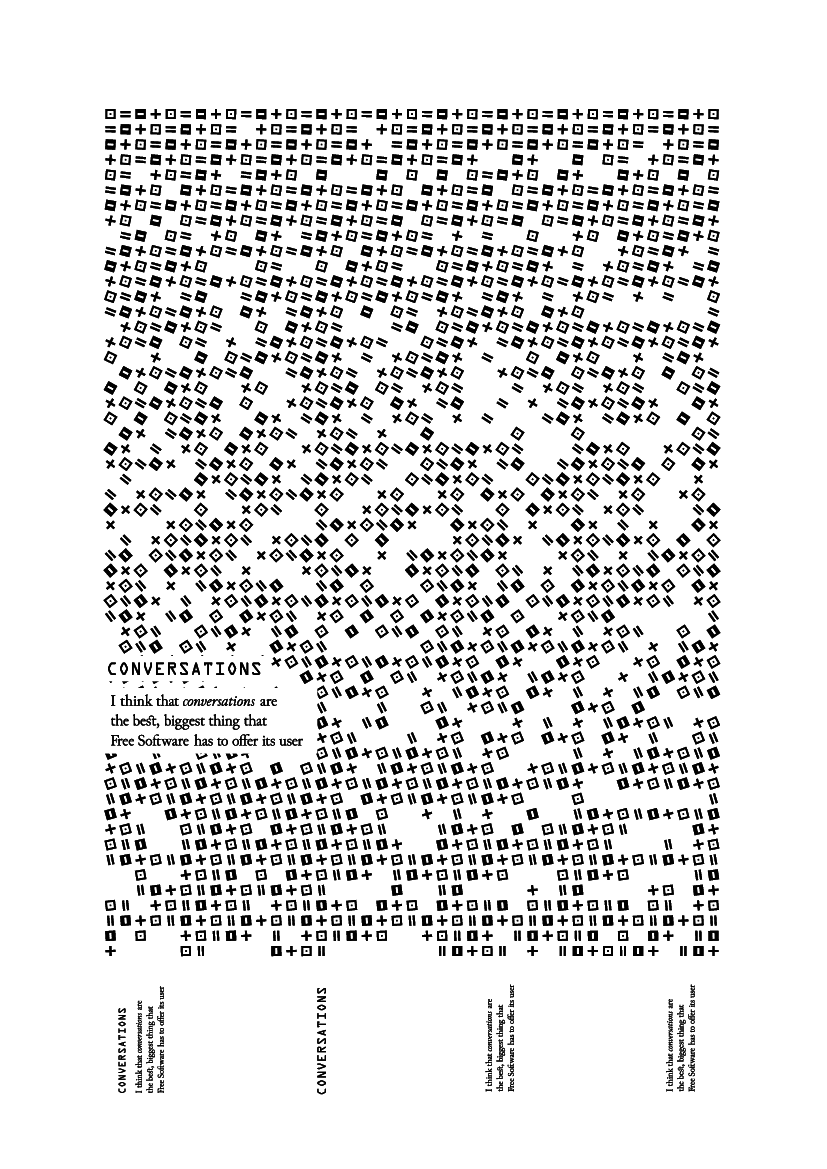 CONVERSATIONS
I think that conversations are
the best, biggest thing that
Free Software has to offer its user
CONVERSATIONS
I think that conversations are
the best, biggest thing that
Free Software has to offer its user
CONVERSATIONS
I think that conversations are
the best, biggest thing that
Free Software has to offer its user
I think that conversations are
the best, biggest thing that
Free Software has to offer its user